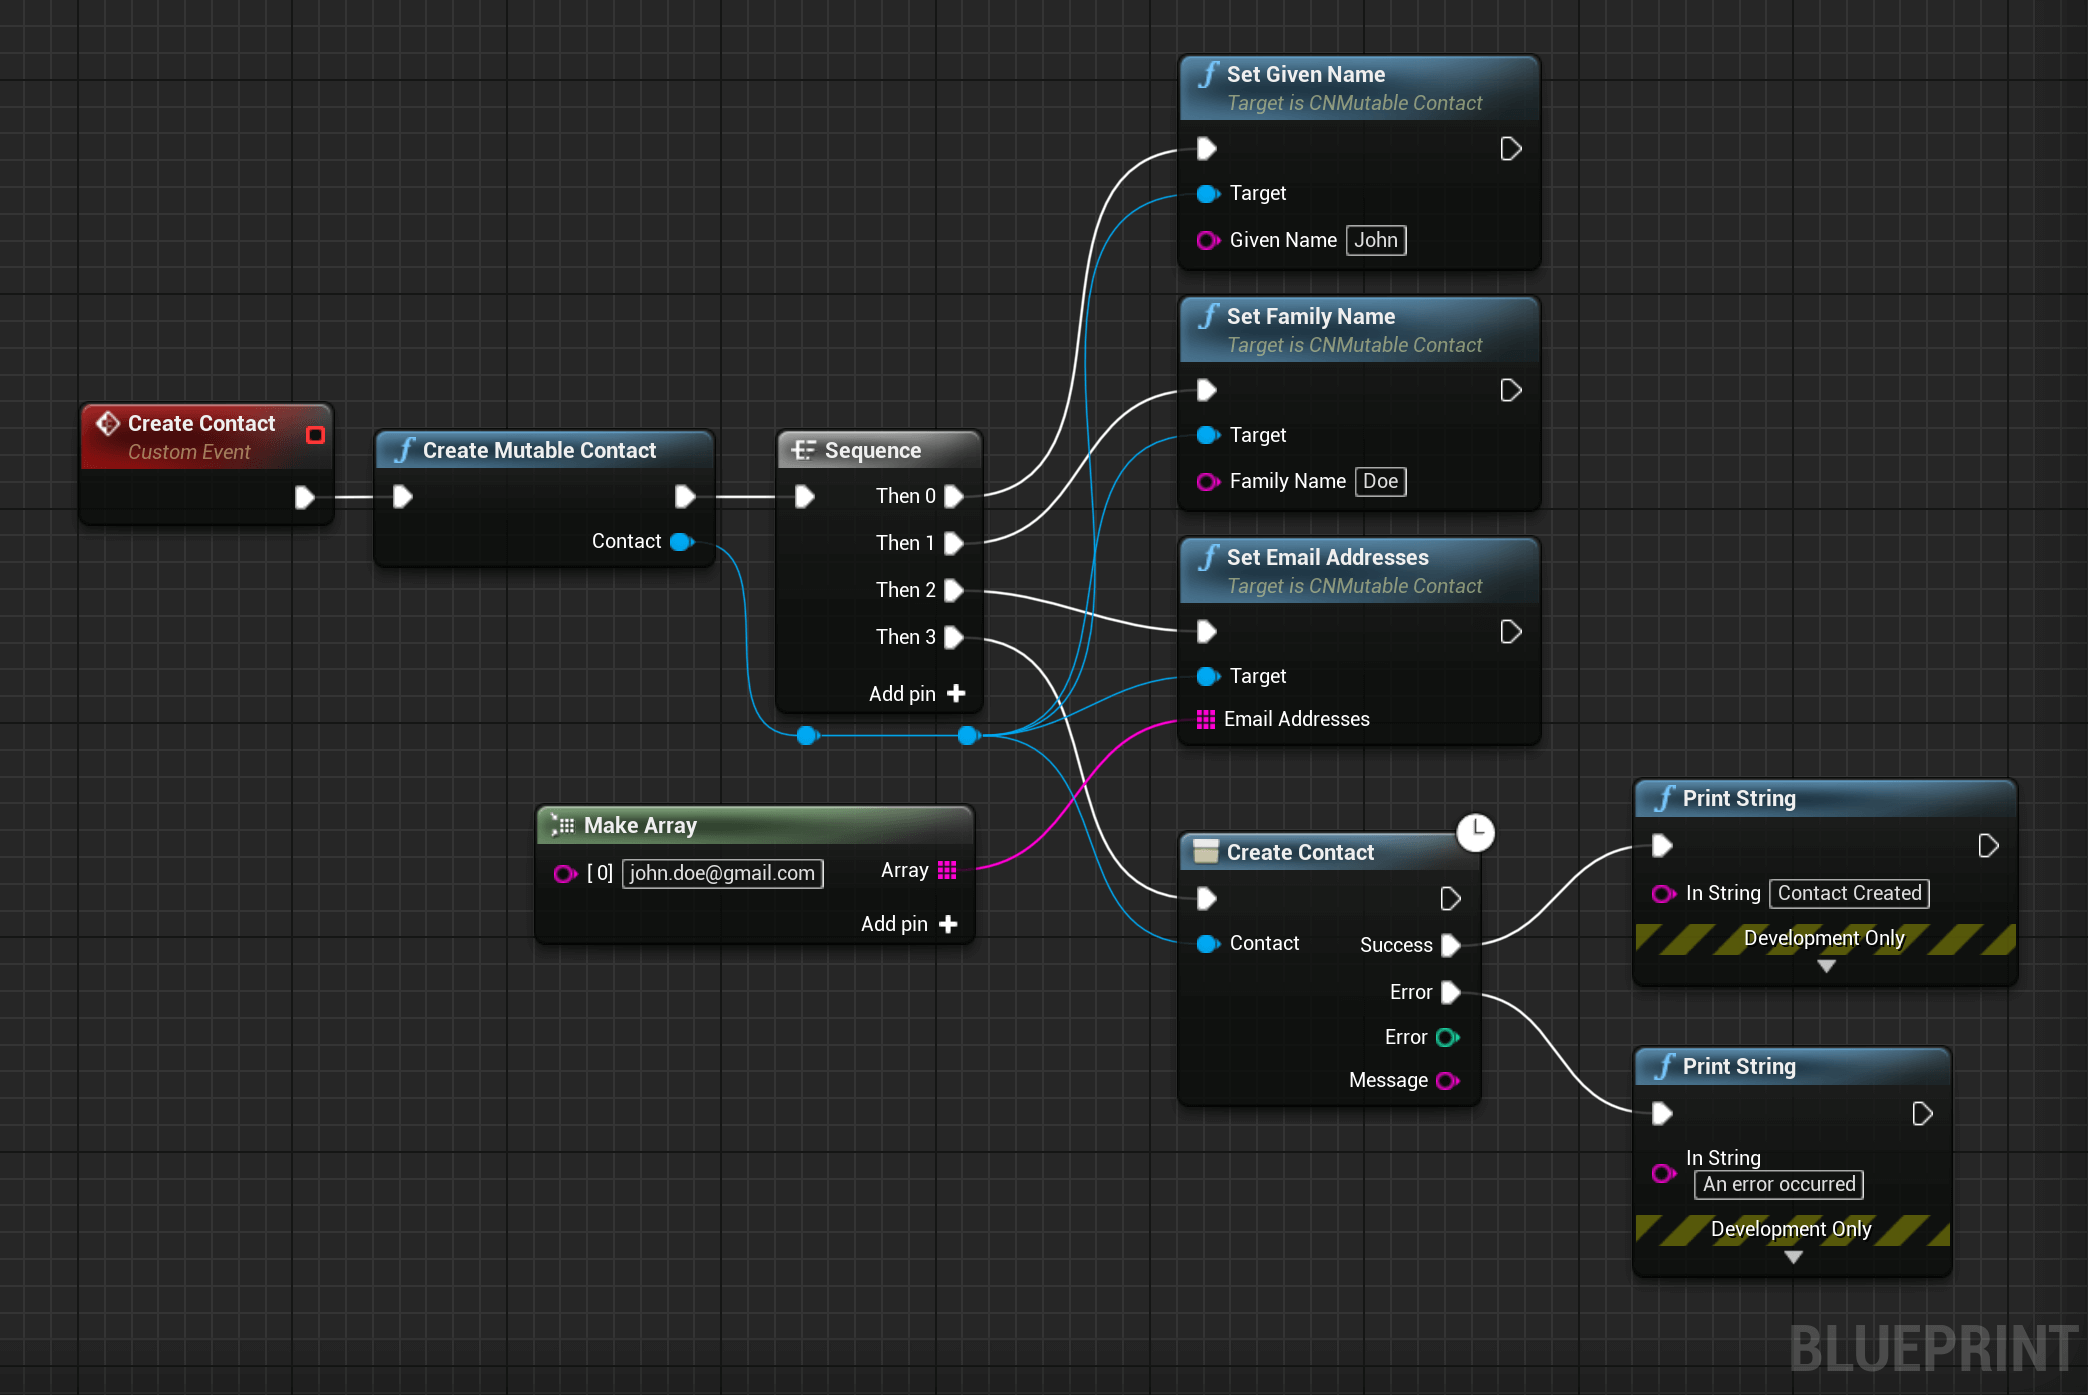 Create Contact
Custom Event
Create Mutable Contact
Contact
Sequence
Then 0
Then 1
Then 2
Then 3
Add pin
Set Given Name
Target is CNMutable Contact
Target
Given Name John
Set Family Name
Target is CNMutable Contact
Target
Family Name Doe
Set Email Addresses
Target is CNMutable Contact
Target
Email Addresses
Make Array
[0] john.doe@gmail.com Array
Add pin
Create Contact
Contact Success
Error
Error
Message
Print String
In String Contact Created
Development Only
Print String
In String
An error occurred
Development Only
BLUEPRINT